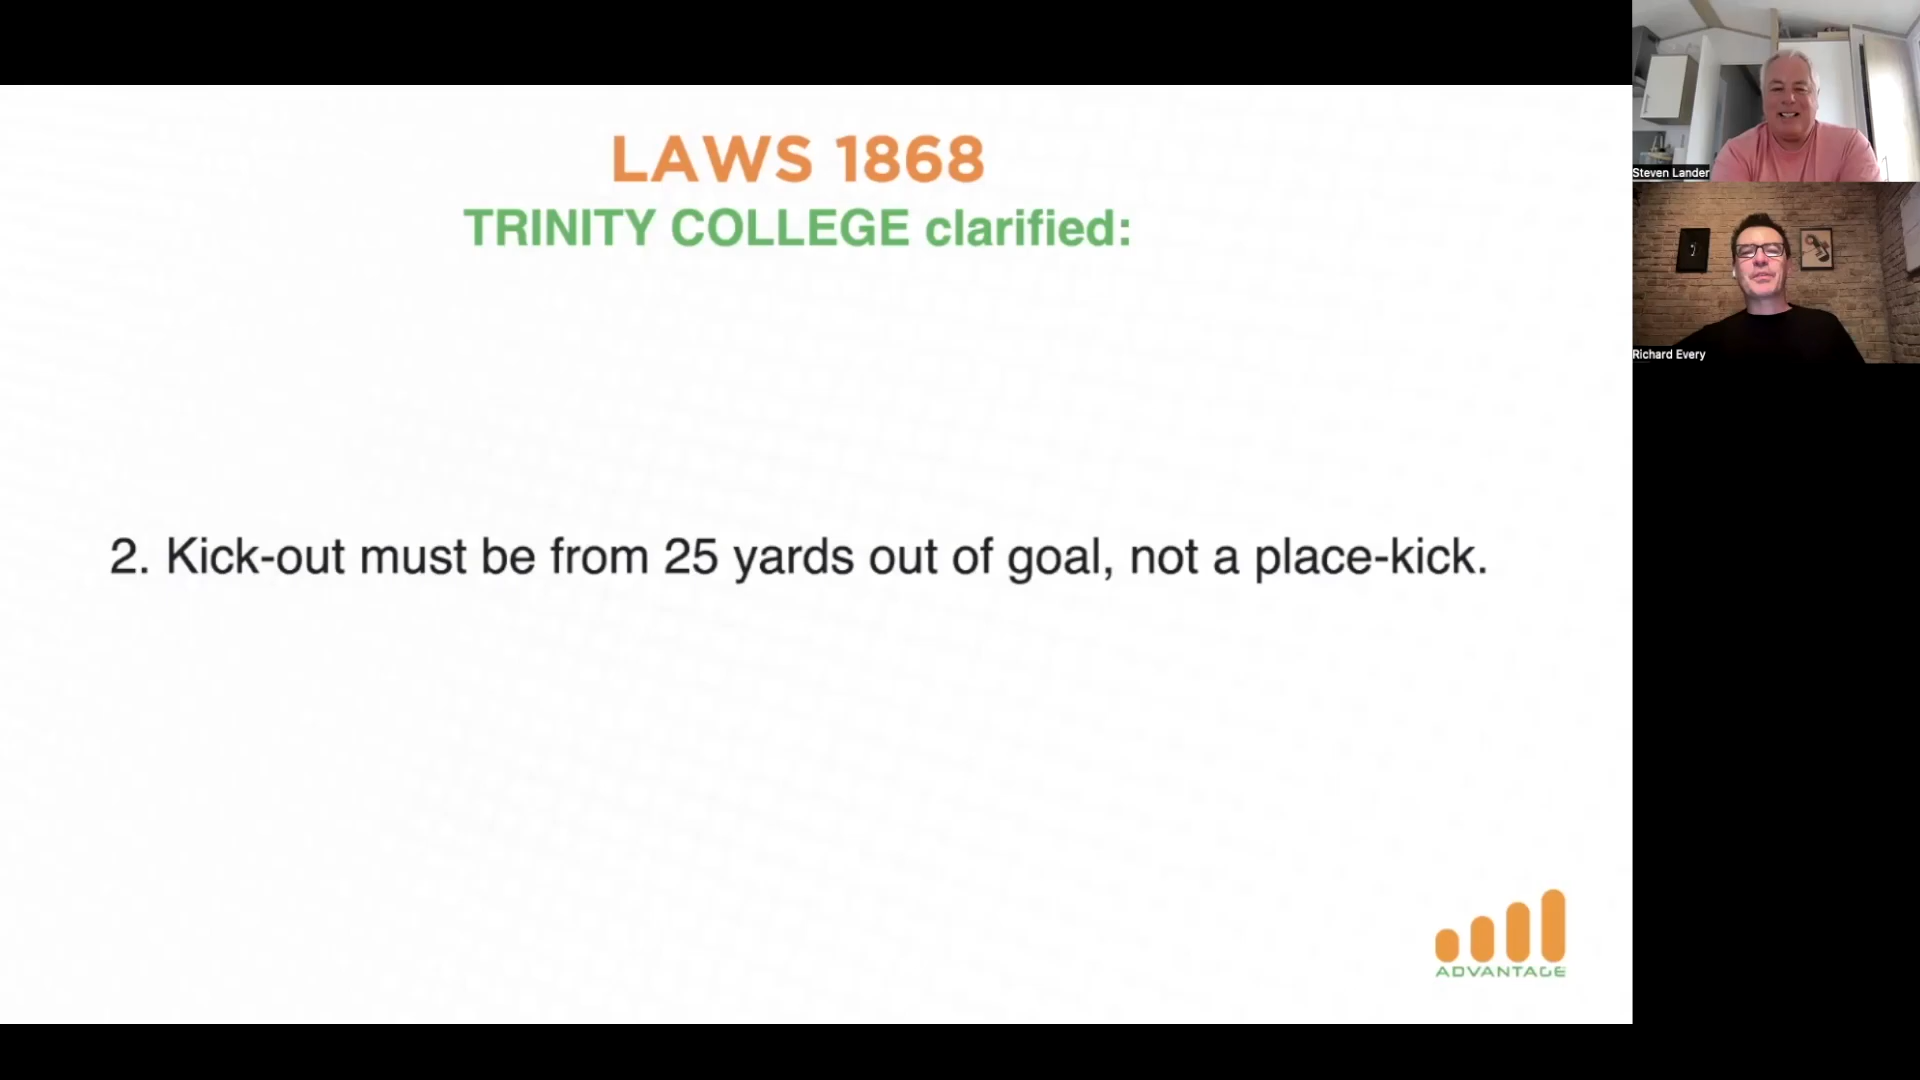 LAWS 1868
TRINITY COLLEGE clarified:
2. Kick-out must be from 25 yards out of goal, not a place-kick.
ADVANTAGE
Steven Lander
Richard Every